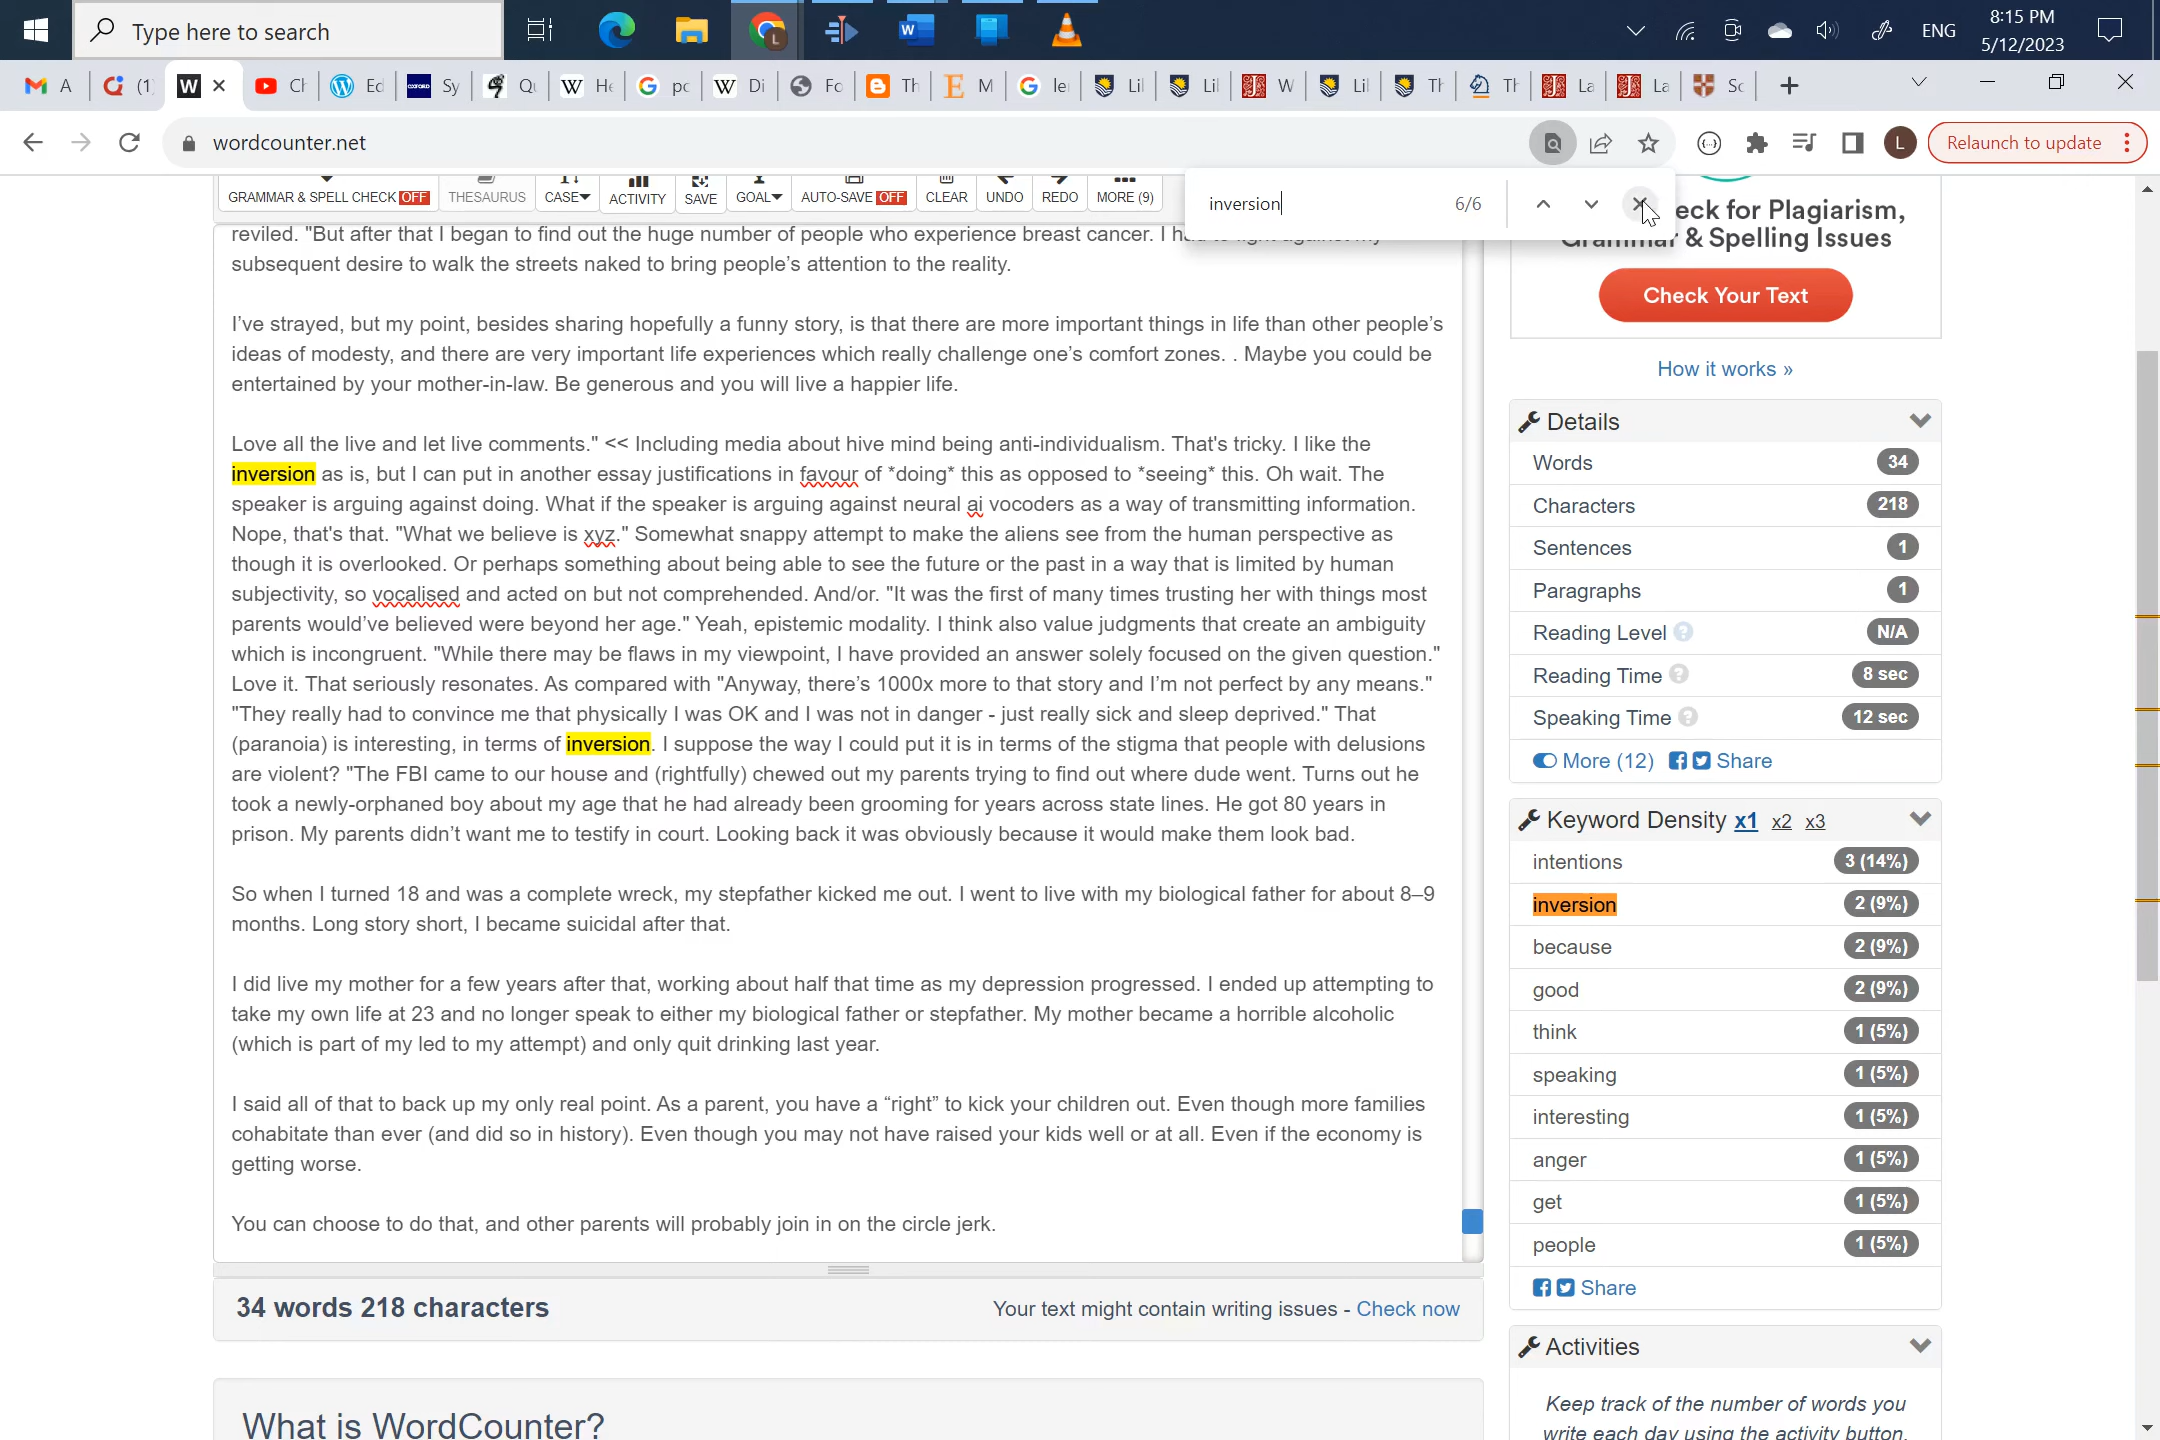 Type here to search
ENG
8:15 PM
5/12/2023
A
(1)
W
Ch
Ed
Sy
Qu
He
pc
Di
Fo
Th
M
le
Lil
Lil
W
Lil
Th
Th
La
La
Sc
wordcounter.net
L
Relaunch to update
GRAMMAR & SPELL CHECK OFF
THESAURUS
CASE
ACTIVITY
SAVE
GOAL
AUTO-SAVE OFF
CLEAR
UNDO
REDO
MORE (9)
inversion
6/6
eck for Plagiarism,
Grammar & Spelling Issues
Check Your Text
How it works »
reviled. "But after that I began to find out the huge number of people who experience breast cancer. I had to fight against my
subsequent desire to walk the streets naked to bring people's attention to the reality.
I've strayed, but my point, besides sharing hopefully a funny story, is that there are more important things in life than other people's
ideas of modesty, and there are very important life experiences which really challenge one's comfort zones. . Maybe you could be
entertained by your mother-in-law. Be generous and you will live a happier life.
Love all the live and let live comments." << Including media about hive mind being anti-individualism. That's tricky. I like the
inversion as is, but I can put in another essay justifications in favour of *doing* this as opposed to *seeing* this. Oh wait. The
speaker is arguing against doing. What if the speaker is arguing against neural ai vocoders as a way of transmitting information.
Nope, that's that. "What we believe is xyz." Somewhat snappy attempt to make the aliens see from the human perspective as
though it is overlooked. Or perhaps something about being able to see the future or the past in a way that is limited by human
subjectivity, so vocalised and acted on but not comprehended. And/or. "It was the first of many times trusting her with things most
parents would've believed were beyond her age." Yeah, epistemic modality. I think also value judgments that create an ambiguity
which is incongruent. "While there may be flaws in my viewpoint, I have provided an answer solely focused on the given question."
Love it. That seriously resonates. As compared with "Anyway, there's 1000x more to that story and I'm not perfect by any means."
"They really had to convince me that physically I was OK and I was not in danger - just really sick and sleep deprived." That
(paranoia) is interesting, in terms of inversion. I suppose the way I could put it is in terms of the stigma that people with delusions
are violent? "The FBI came to our house and (rightfully) chewed out my parents trying to find out where dude went. Turns out he
took a newly-orphaned boy about my age that he had already been grooming for years across state lines. He got 80 years in
prison. My parents didn't want me to testify in court. Looking back it was obviously because it would make them look bad.
So when I turned 18 and was a complete wreck, my stepfather kicked me out. I went to live with my biological father for about 8–9
months. Long story short, I became suicidal after that.
I did live my mother for a few years after that, working about half that time as my depression progressed. I ended up attempting to
take my own life at 23 and no longer speak to either my biological father or stepfather. My mother became a horrible alcoholic
(which is part of my led to my attempt) and only quit drinking last year.
I said all of that to back up my only real point. As a parent, you have a “right” to kick your children out. Even though more families
cohabitate than ever (and did so in history). Even though you may not have raised your kids well or at all. Even if the economy is
getting worse.
You can choose to do that, and other parents will probably join in on the circle jerk.
34 words 218 characters
Your text might contain writing issues - Check now
What is WordCounter?
Details
Words 34
Characters 218
Sentences 1
Paragraphs 1
Reading Level ? N/A
Reading Time ? 8 sec
Speaking Time ? 12 sec
More (12) Share
Keyword Density x1 x2 x3
intentions 3 (14%)
inversion 2 (9%)
because 2 (9%)
good 2 (9%)
think 1 (5%)
speaking 1 (5%)
interesting 1 (5%)
anger 1 (5%)
get 1 (5%)
people 1 (5%)
Share
Activities
Keep track of the number of words you
write each day using the activity button.